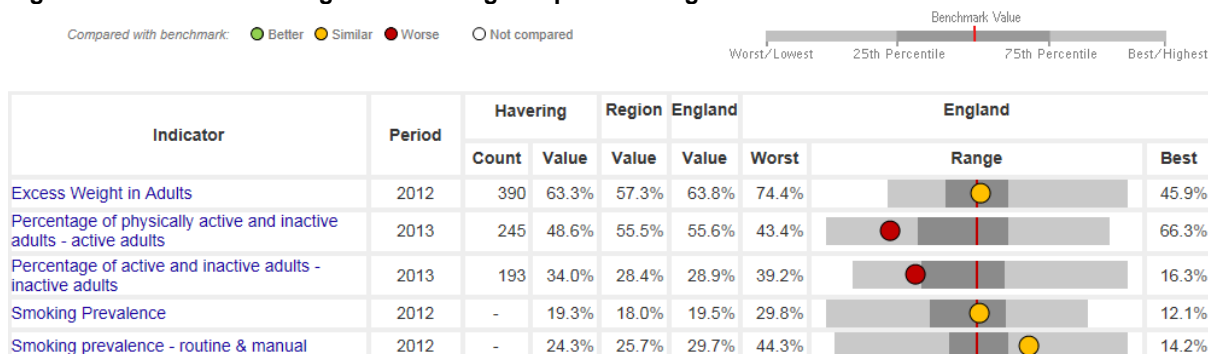 Compared with benchmark: Better Similar Worse Not compared
Benchmark Value
Worst/Lowest 25th Percentile 75th Percentile Best/Highest
Indicator Period Havering Region England England
Count Value Value Value Worst Range Best
Excess Weight in Adults 2012 390 63.3% 57.3% 63.8% 74.4% 45.9%
Percentage of physically active and inactive
adults - active adults 2013 245 48.6% 55.5% 55.6% 43.4% 66.3%
Percentage of active and inactive adults -
inactive adults 2013 193 34.0% 28.4% 28.9% 39.2% 16.3%
Smoking Prevalence 2012 - 19.3% 18.0% 19.5% 29.8% 12.1%
Smoking prevalence - routine & manual 2012 - 24.3% 25.7% 29.7% 44.3% 14.2%